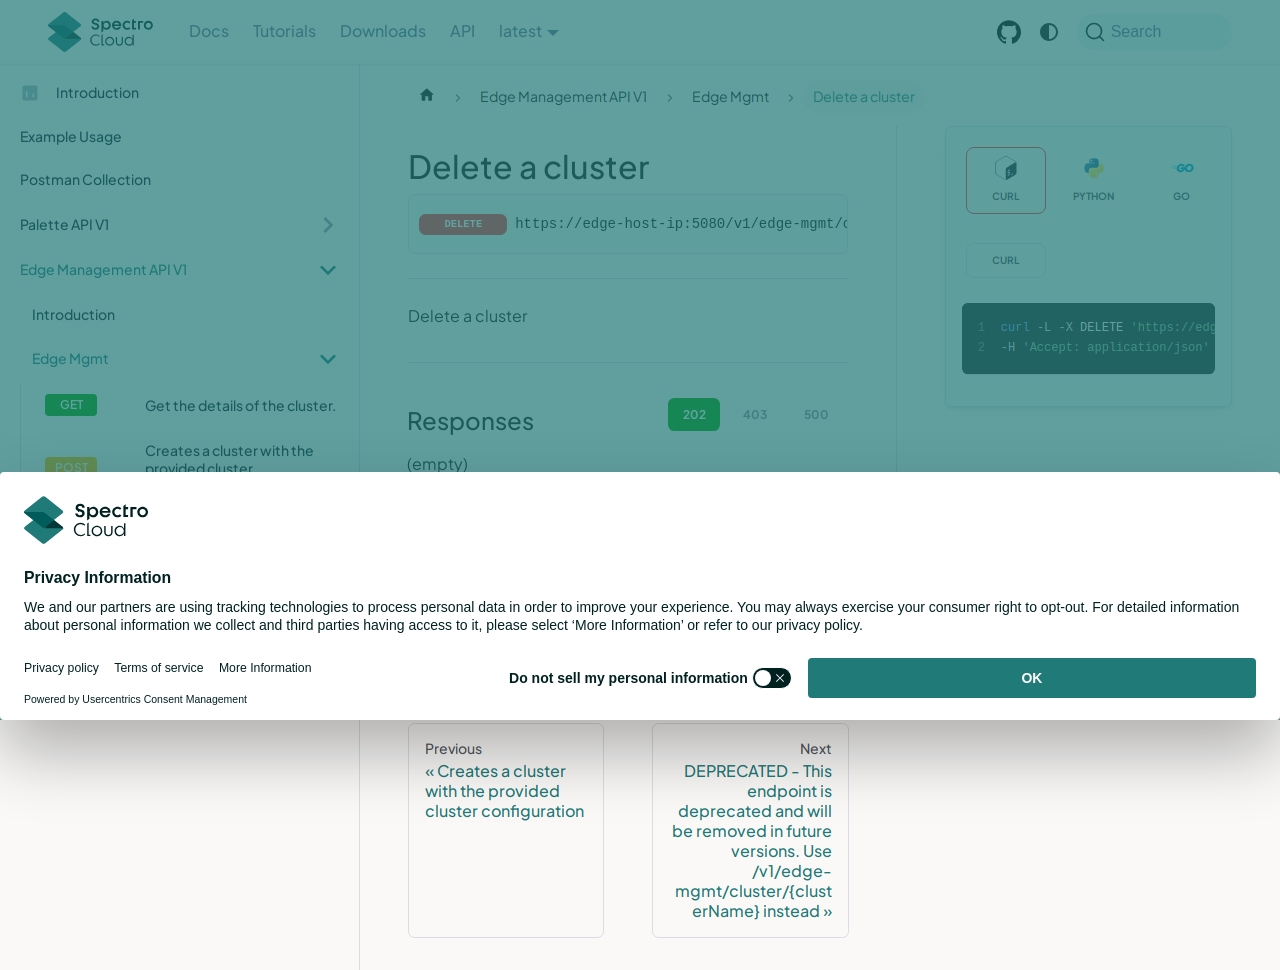 Spectro
Cloud
Docs
Tutorials
Downloads
API
latest
Search
Introduction
Example Usage
Postman Collection
Palette API V1
Edge Management API V1
Introduction
Edge Mgmt
GET
Get the details of the cluster.
POST
Creates a cluster with the
provided cluster
Edge Management API V1
Edge Mgmt
Delete a cluster
Delete a cluster
DELETE
https://edge-host-ip:5080/v1/edge-mgmt/
Delete a cluster
Responses
202
403
500
(empty)
CURL
PYTHON
GO
CURL
1 curl -L -X DELETE 'https://edg
2 -H 'Accept: application/json'
Spectro
Cloud
Privacy Information
We and our partners are using tracking technologies to process personal data in order to improve your experience. You may always exercise your consumer right to opt-out. For detailed information
about personal information we collect and third parties having access to it, please select ‘More Information’ or refer to our privacy policy.
Privacy policy
Terms of service
More Information
Powered by Usercentrics Consent Management
Do not sell my personal information
OK
Previous
« Creates a cluster
with the provided
cluster configuration
Next
DEPRECATED - This
endpoint is
deprecated and will
be removed in future
versions. Use
/v1/edge-
mgmt/cluster/{clust
erName} instead »